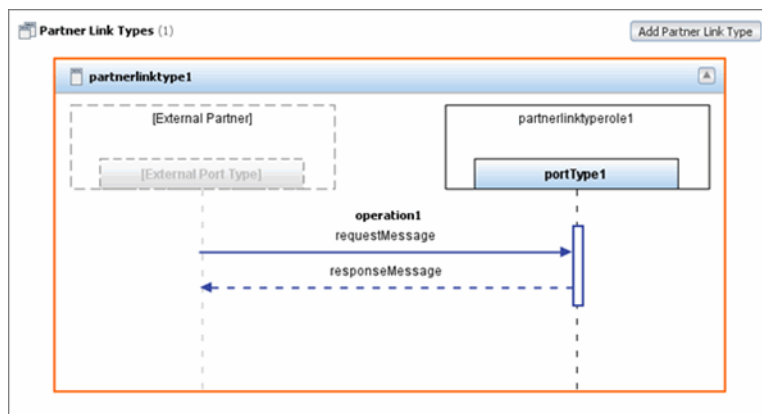 Partner Link Types (1)
Add Partner Link Type
partnerlinktype1
[External Partner]
partnerlinktyperole1
[External Port Type]
portType1
operation1
requestMessage
responseMessage